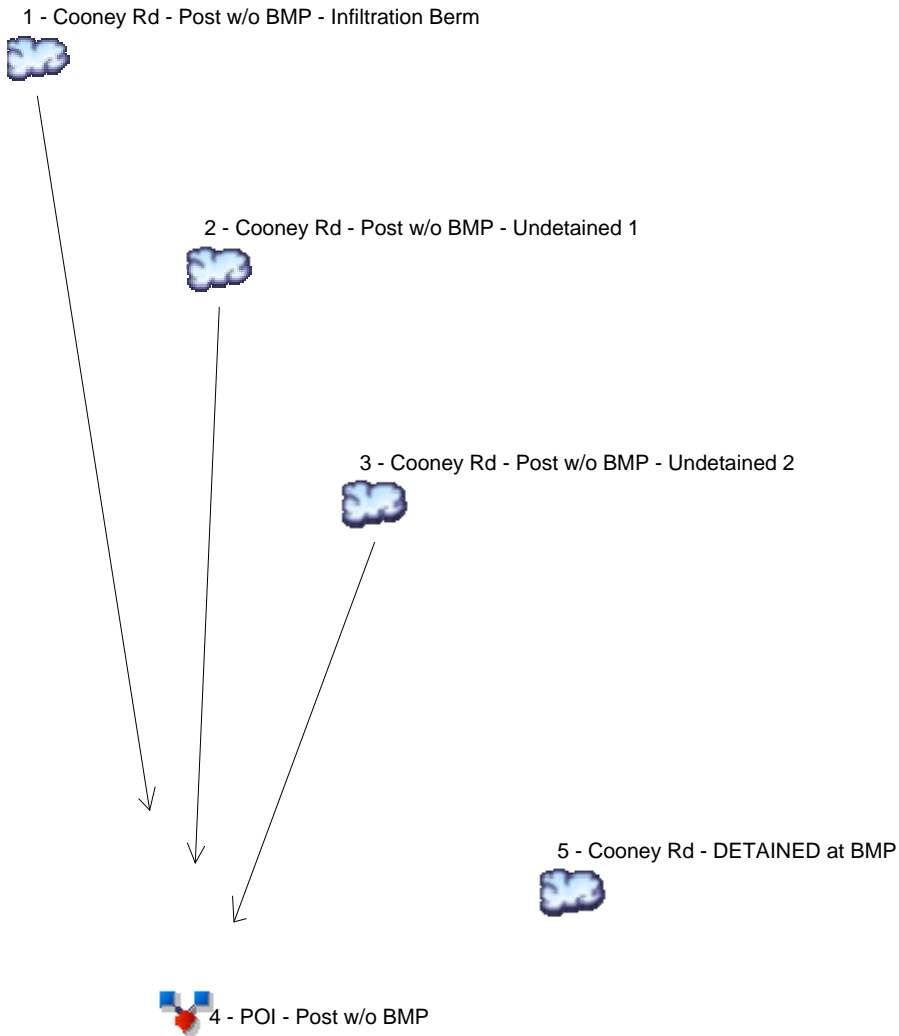 1 - Cooney Rd - Post w/o BMP - Infiltration Berm
2 - Cooney Rd - Post w/o BMP - Undetained 1
3 - Cooney Rd - Post w/o BMP - Undetained 2
5 - Cooney Rd - DETAINED at BMP
4 - POI - Post w/o BMP